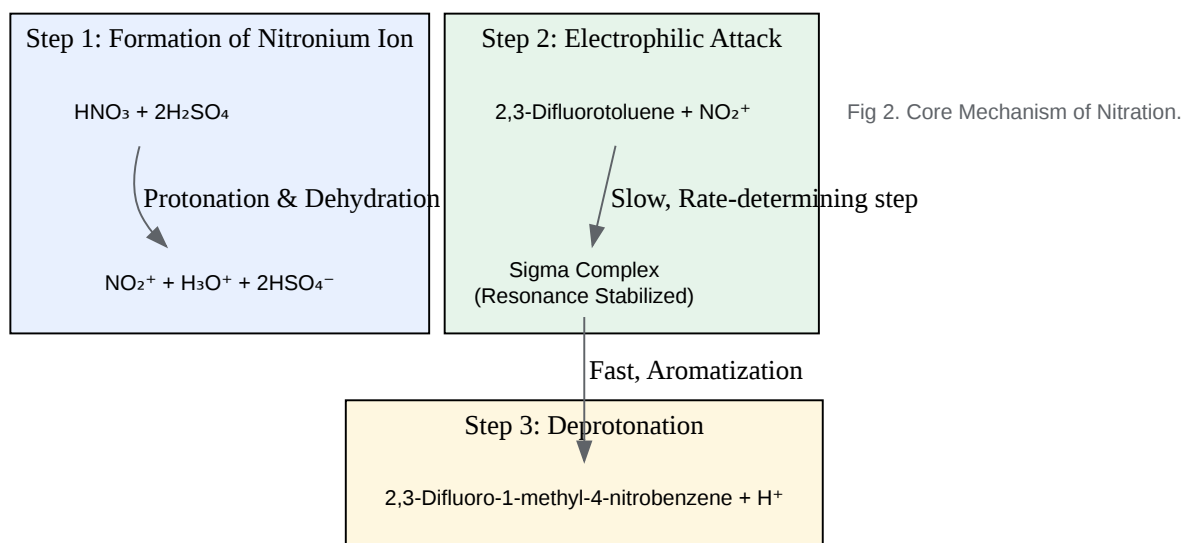 Step 1: Formation of Nitronium Ion
HNO₃ + 2H₂SO₄
Protonation & Dehydration
NO₂⁺ + H₃O⁺ + 2HSO₄⁻
Step 2: Electrophilic Attack
2,3-Difluorotoluene + NO₂⁺
Slow, Rate-determining step
Sigma Complex
(Resonance Stabilized)
Fast, Aromatization
Step 3: Deprotonation
2,3-Difluoro-1-methyl-4-nitrobenzene + H⁺
Fig 2. Core Mechanism of Nitration.